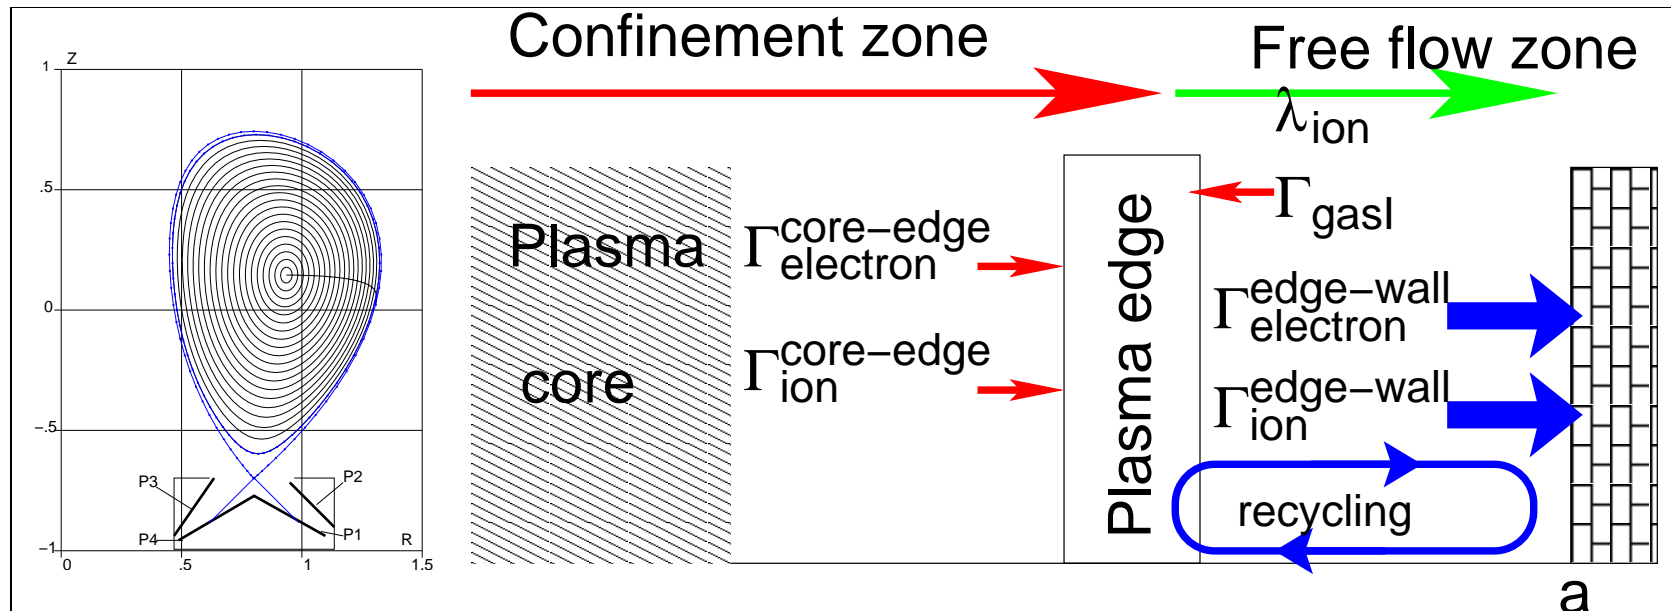 Confinement zone
Free flow zone
λion
Z
1
.5
0
−.5
−1
0
.5
1
1.5
R
P3
P2
P4
P1
Plasma
core
Γcore−edge electron
Γcore−edge ion
Plasma edge
ΓgasI
Γedge−wall electron
Γedge−wall ion
recycling
a